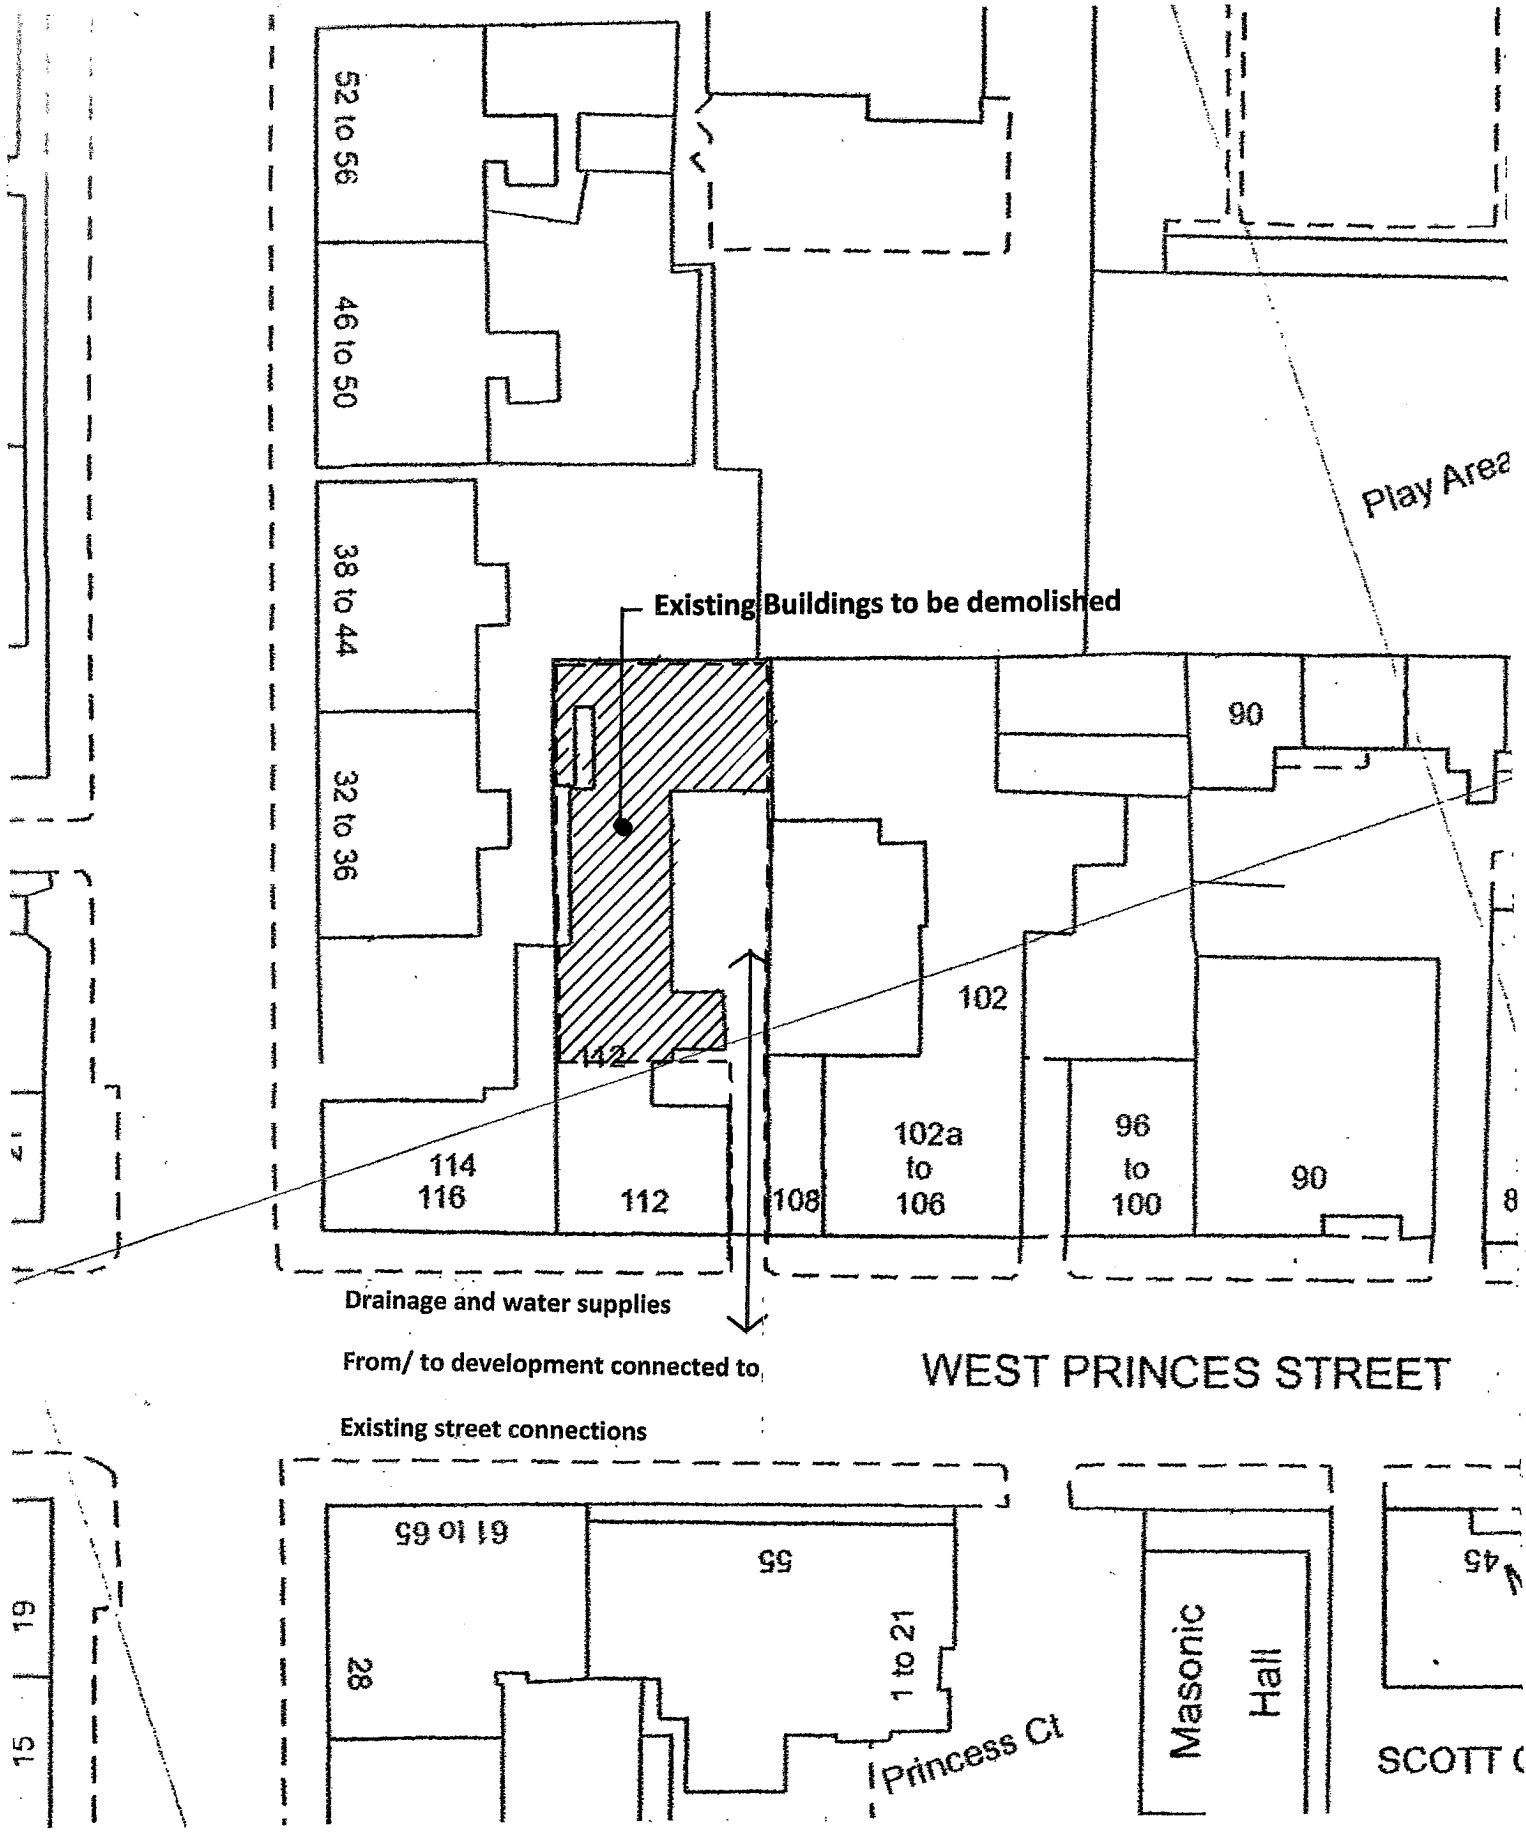 52 to 56
46 to 50
Play Area
38 to 44
Existing Buildings to be demolished
90
32 to 36
102
112
102a
to
106
96
to
100
114
116
112
108
90
8
21
Drainage and water supplies
From/ to development connected to
WEST PRINCES STREET
Existing street connections
61 to 65
55
45
19
1 to 21
28
Masonic
Hall
15
Princess Ct
SCOTT C